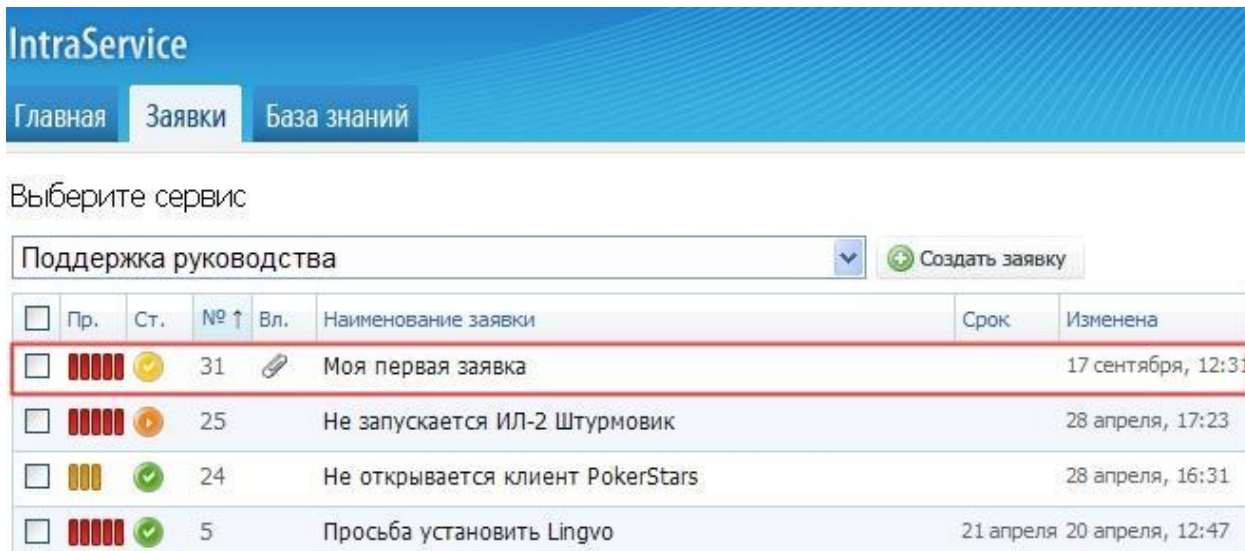 IntraService
Главная Заявки База знаний
Выберите сервис
Поддержка руководства Создать заявку
Пр. Ст. № ↑ Вл. Наименование заявки Срок Изменена
31 Моя первая заявка 17 сентября, 12:31
25 Не запускается ИЛ-2 Штурмовик 28 апреля, 17:23
24 Не открывается клиент PokerStars 28 апреля, 16:31
5 Просьба установить Lingvo 21 апреля 20 апреля, 12:47